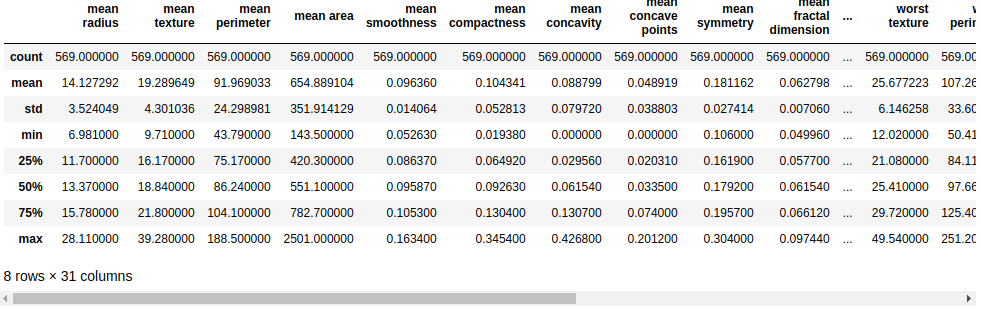 mean radius mean texture mean perimeter mean area mean smoothness mean compactness mean concavity mean concave points mean symmetry mean fractal dimension ... worst texture
count 569.000000 569.000000 569.000000 569.000000 569.000000 569.000000 569.000000 569.000000 569.000000 569.000000 ... 569.000000 569.00
mean 14.127292 19.289649 91.969033 654.889104 0.096360 0.104341 0.088799 0.048919 0.181162 0.062798 ... 25.677223 107.26
std 3.524049 4.301036 24.298981 351.914129 0.014064 0.052813 0.079720 0.038803 0.027414 0.007060 ... 6.146258 33.60
min 6.981000 9.710000 43.790000 143.500000 0.052630 0.019380 0.000000 0.000000 0.106000 0.049960 ... 12.020000 50.41
25% 11.700000 16.170000 75.170000 420.300000 0.086370 0.064920 0.029560 0.020310 0.161900 0.057700 ... 21.080000 84.11
50% 13.370000 18.840000 86.240000 551.100000 0.095870 0.092630 0.061540 0.033500 0.179200 0.061540 ... 25.410000 97.66
75% 15.780000 21.800000 104.100000 782.700000 0.105300 0.130400 0.130700 0.074000 0.195700 0.066120 ... 29.720000 125.40
max 28.110000 39.280000 188.500000 2501.000000 0.163400 0.345400 0.426800 0.201200 0.304000 0.097440 ... 49.540000 251.20
8 rows × 31 columns